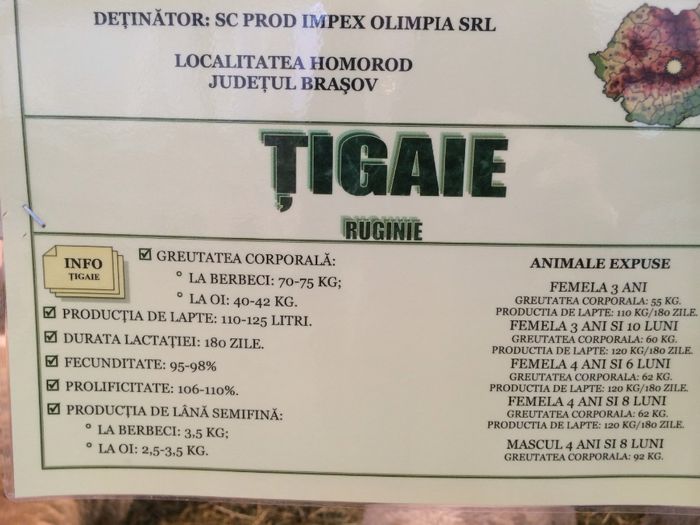 DEȚINĂTOR: SC PROD IMPEX OLIMPIA SRL
LOCALITATEA HOMOROD
JUDEȚUL BRAȘOV
ȚIGAIE
RUGINIE
INFO
ȚIGAIE
GREUTATEA CORPORALĂ:
LA BERBECI: 70-75 KG;
LA OI: 40-42 KG.
PRODUCȚIA DE LAPTE: 110-125 LITRI.
DURATA LACTAȚIEI: 180 ZILE.
FECUNDITATE: 95-98%
PROLIFICITATE: 106-110%.
PRODUCȚIA DE LÂNĂ SEMIFINĂ:
LA BERBECI: 3,5 KG;
LA OI: 2,5-3,5 KG.
ANIMALE EXPUSE
FEMELA 3 ANI
GREUTATEA CORPORALA: 55 KG.
PRODUCTIA DE LAPTE: 110 KG/180 ZILE.
FEMELA 3 ANI SI 10 LUNI
GREUTATEA CORPORALA: 60 KG.
PRODUCTIA DE LAPTE: 120 KG/180 ZILE.
FEMELA 4 ANI SI 6 LUNI
GREUTATEA CORPORALA: 62 KG.
PRODUCTIA DE LAPTE: 120 KG/180 ZILE.
FEMELA 4 ANI SI 8 LUNI
GREUTATEA CORPORALA: 62 KG.
PRODUCTIA DE LAPTE: 120 KG/180 ZILE.
MASCUL 4 ANI SI 8 LUNI
GREUTATEA CORPORALA: 92 KG.